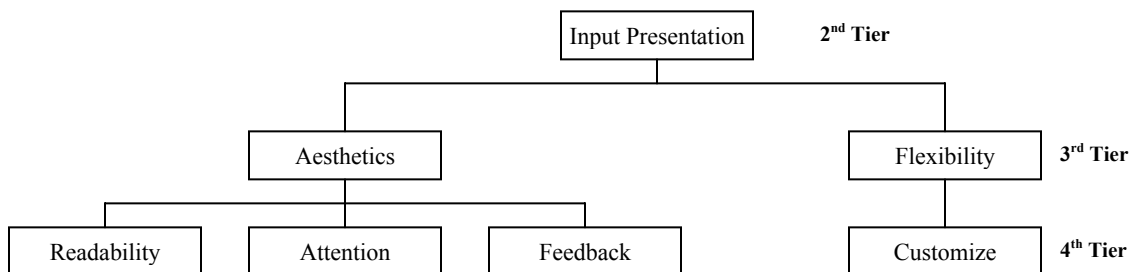 Input Presentation 2nd Tier
Aesthetics Flexibility 3rd Tier
Readability Attention Feedback Customize 4th Tier